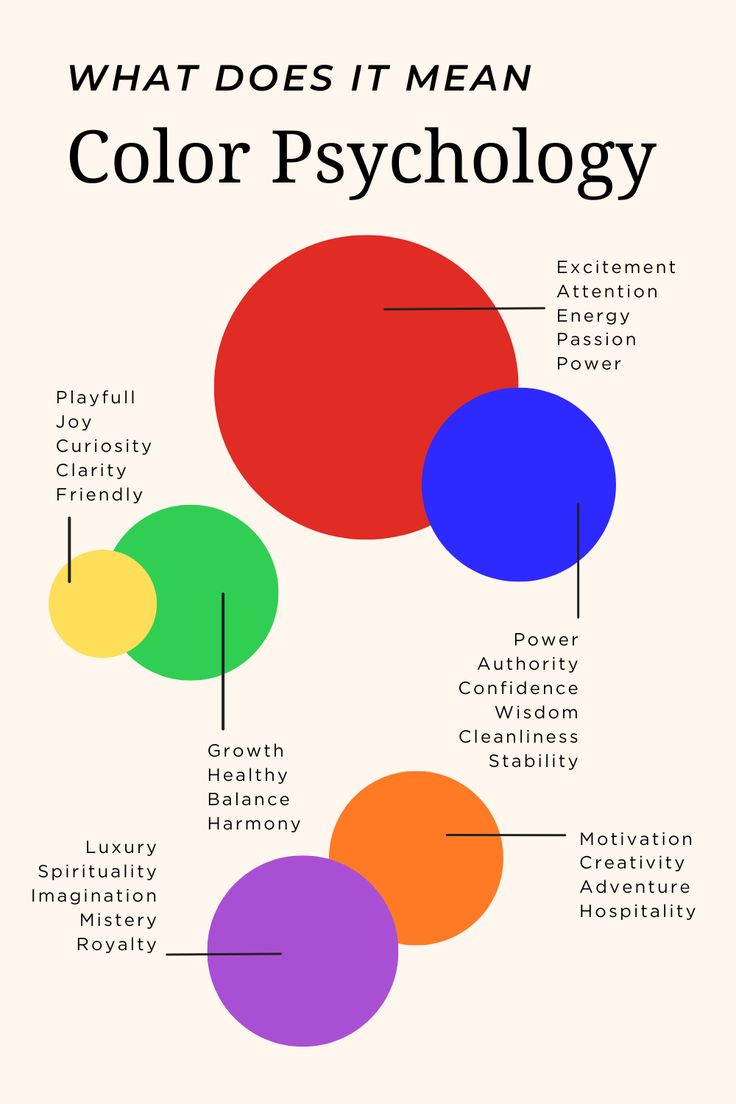 WHAT DOES IT MEAN
Color Psychology
Excitement
Attention
Energy
Passion
Power
Playfull
Joy
Curiosity
Clarity
Friendly
Power
Authority
Confidence
Wisdom
Cleanliness
Stability
Growth
Healthy
Balance
Harmony
Luxury
Spirituality
Imagination
Mistery
Royalty
Motivation
Creativity
Adventure
Hospitality